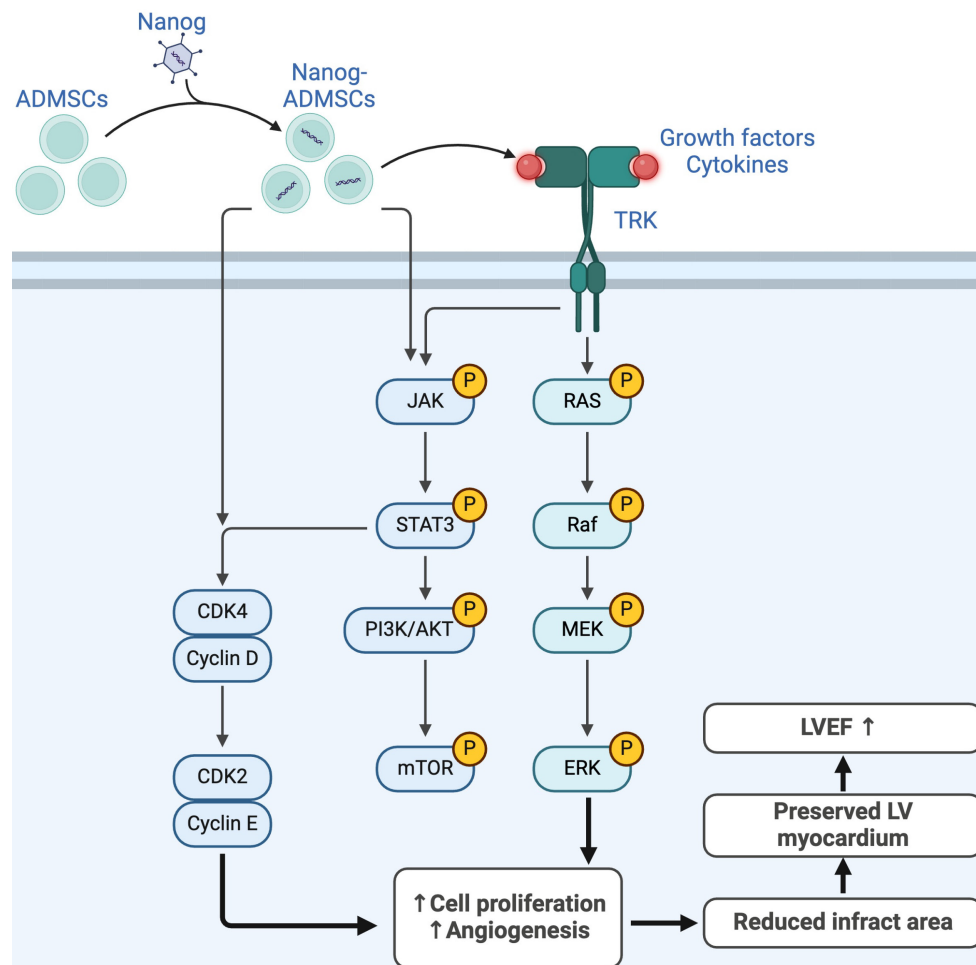 Nanog
ADMSCs
Nanog-
ADMSCs
Growth factors
Cytokines
TRK
JAK
P
RAS
P
STAT3
P
Raf
P
CDK4
Cyclin D
PI3K/AKT
P
MEK
P
CDK2
Cyclin E
mTOR
P
ERK
P
LVEF ↑
Preserved LV
myocardium
Reduced infract area
↑Cell proliferation
↑Angiogenesis